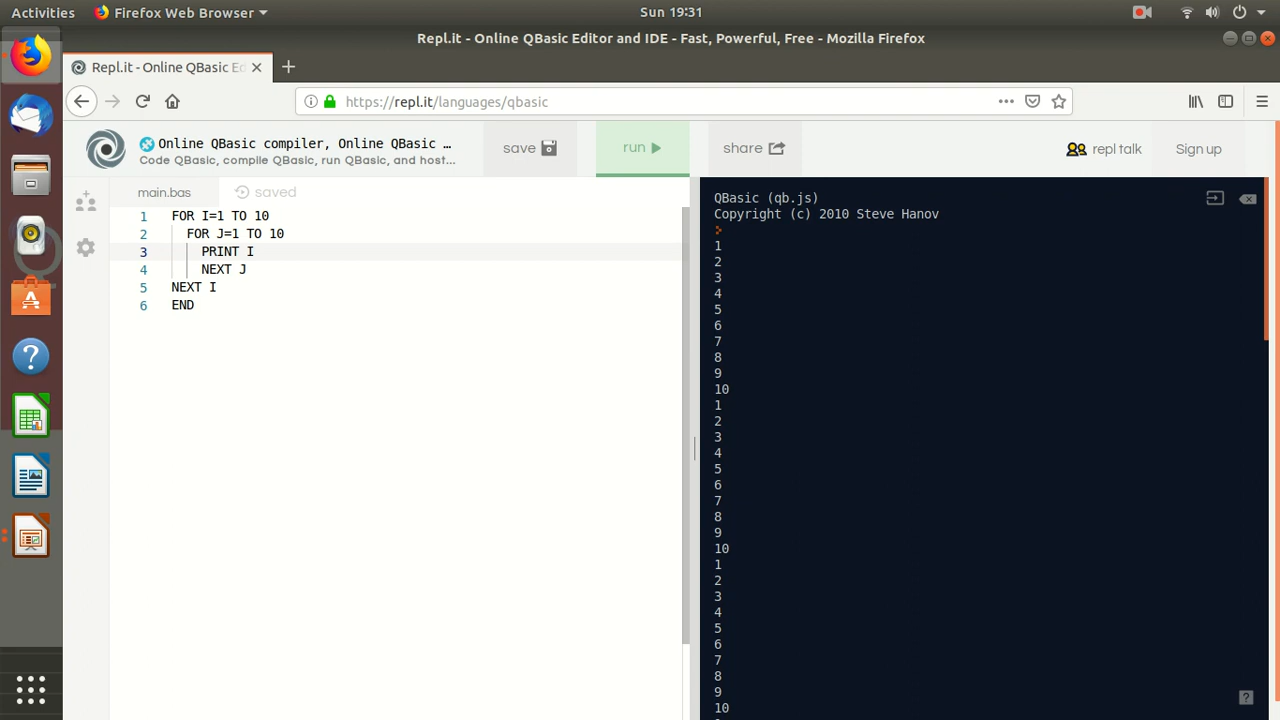 Activities Firefox Web Browser Sun 19:31
Repl.it - Online QBasic Editor and IDE - Fast, Powerful, Free - Mozilla Firefox
Repl.it - Online QBasic Ed
https://repl.it/languages/qbasic
Online QBasic compiler, Online QBasic …
Code QBasic, compile QBasic, run QBasic, and host...
save run share repl talk Sign up
main.bas saved
1 FOR I=1 TO 10
2 FOR J=1 TO 10
3 PRINT I
4 NEXT J
5 NEXT I
6 END
QBasic (qb.js)
Copyright (c) 2010 Steve Hanov
1
2
3
4
5
6
7
8
9
10
1
2
3
4
5
6
7
8
9
10
1
2
3
4
5
6
7
8
9
10